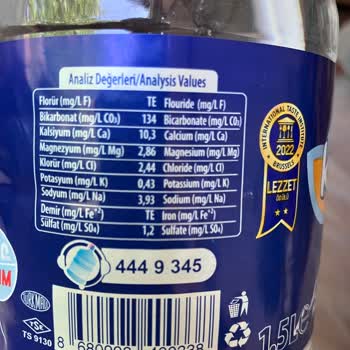 Analiz Değerleri/Analysis Values
Florür (mg/L F) TE Flouride (mg/L F)
Bikarbonat (mg/L CO₃) 134 Bicarbonate (mg/L CO₃)
Kalsiyum (mg/L Ca) 10,3 Calcium (mg/L Ca)
Magnezyum (mg/L Mg) 2,86 Magnesium (mg/L Mg)
Klorür (mg/L Cl) 2,44 Chloride (mg/L Cl)
Potasyum (mg/L K) 0,43 Potassium (mg/L K)
Sodyum (mg/L Na) 3,93 Sodium (mg/L Na)
Demir (mg/L Fe⁺²) TE Iron (mg/L Fe⁺²)
Sülfat (mg/L SO₄) 1,2 Sulfate (mg/L SO₄)
INTERNATIONAL TASTE INSTITUTE
2022
BRUSSELS
LEZZET
ÖDÜLÜ
444 9 345
TSE
TS 9130
8
1.5L e